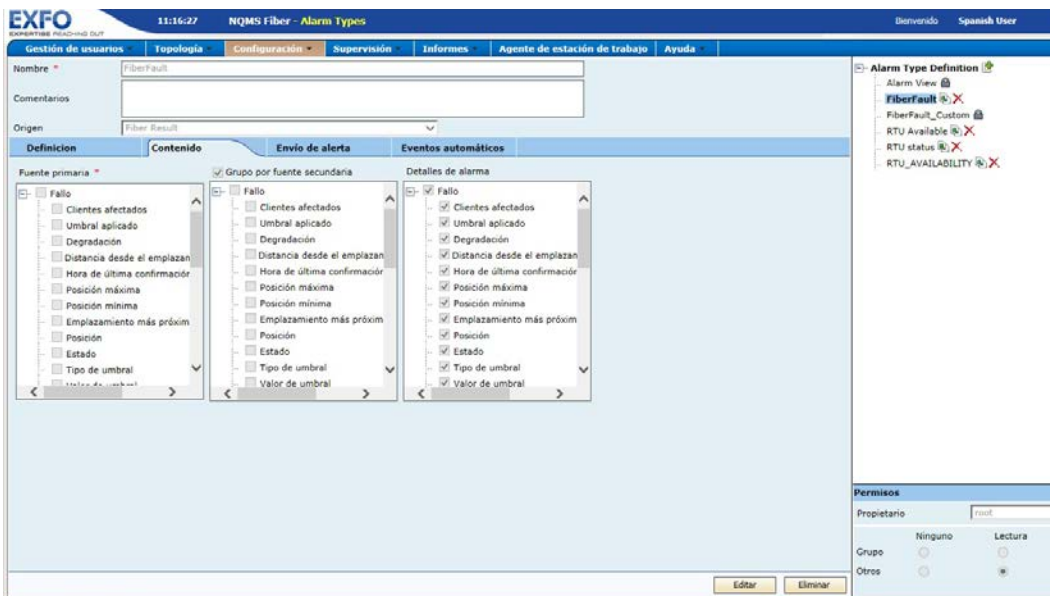 EXFO
EXPERTISE REACHING OUT
11:16:27
NQMS Fiber - Alarm Types
Bienvenido Spanish User
Gestión de usuarios Topología Configuración Supervisión Informes Agente de estación de trabajo Ayuda
Nombre *
FiberFault
Comentarios
Origen
Fiber Result
Definicion Contenido Envío de alerta Eventos automáticos
Fuente primaria *
Fallo
Clientes afectados
Umbral aplicado
Degradación
Distancia desde el emplazan
Hora de última confirmación
Posición máxima
Posición mínima
Emplazamiento más próxim
Posición
Estado
Tipo de umbral
Valor de umbral
Grupo por fuente secundaria
Fallo
Clientes afectados
Umbral aplicado
Degradación
Distancia desde el emplazan
Hora de última confirmación
Posición máxima
Posición mínima
Emplazamiento más próxim
Posición
Estado
Tipo de umbral
Valor de umbral
Detalles de alarma
Fallo
Clientes afectados
Umbral aplicado
Degradación
Distancia desde el emplazan
Hora de última confirmación
Posición máxima
Posición mínima
Emplazamiento más próxim
Posición
Estado
Tipo de umbral
Valor de umbral
Alarm Type Definition
Alarm View
FiberFault
FiberFault_Custom
RTU Available
RTU status
RTU_AVAILABILITY
Permisos
Propietario root
Ninguno Lectura
Grupo
Otros
Editar Eliminar